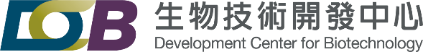 DCB
生物技術開發中心
Development Center for Biotechnology